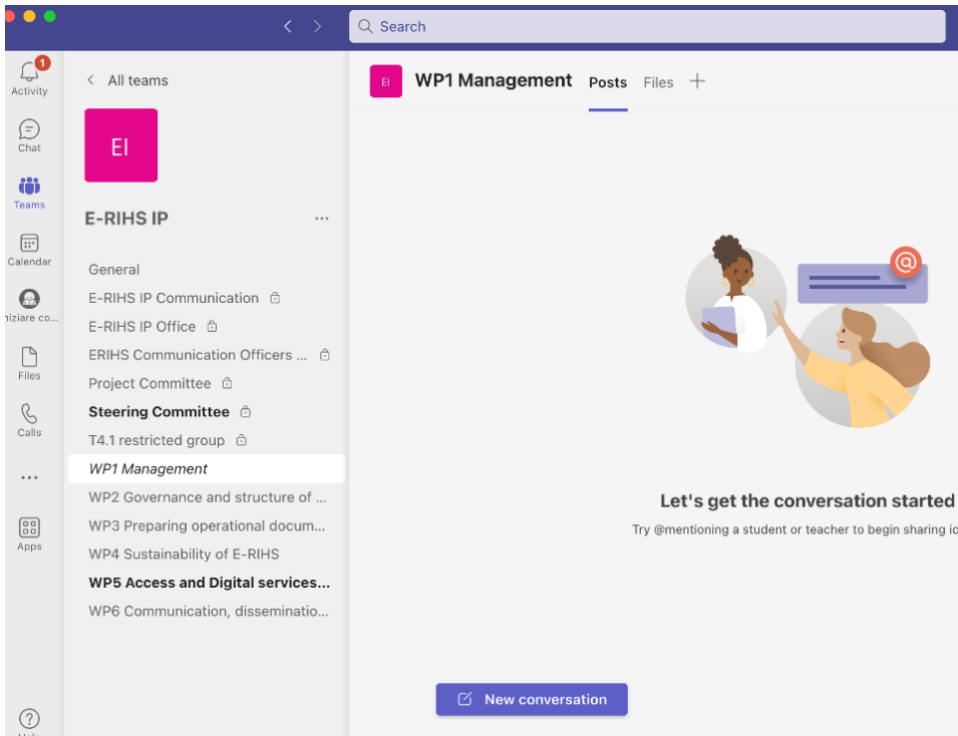 Search
1
Activity
Chat
Teams
Calendar
niziare co...
Files
Calls
Apps
All teams
EI
E-RIHS IP
General
E-RIHS IP Communication
E-RIHS IP Office
ERIHS Communication Officers ...
Project Committee
Steering Committee
T4.1 restricted group
WP1 Management
WP2 Governance and structure of ...
WP3 Preparing operational docum...
WP4 Sustainability of E-RIHS
WP5 Access and Digital services...
WP6 Communication, disseminatio...
EI WP1 Management Posts Files
@
Let's get the conversation started
Try @mentioning a student or teacher to begin sharing
New conversation